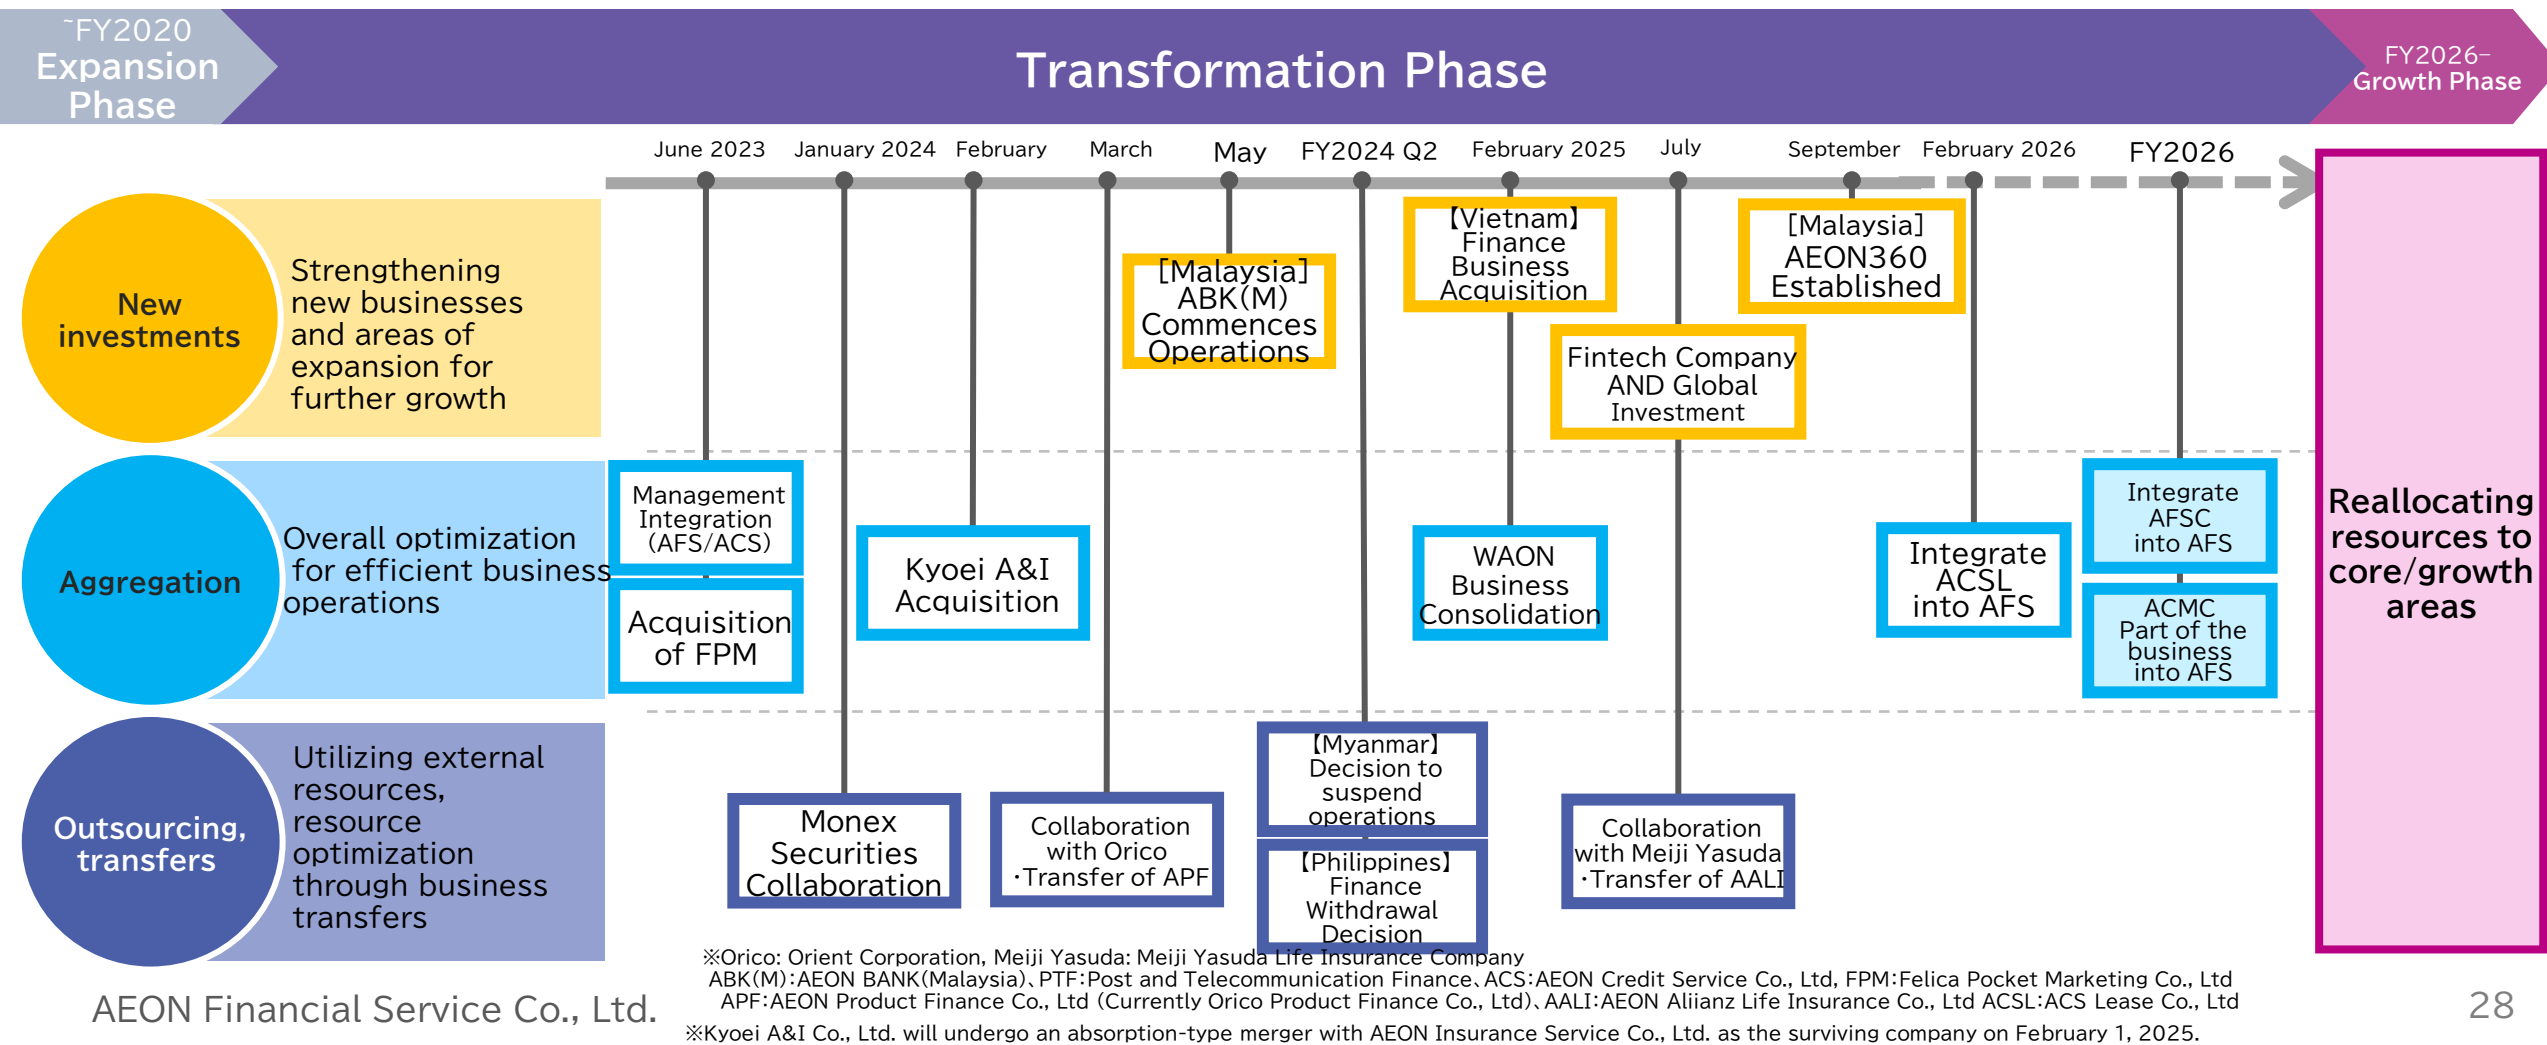 ~FY2020
Expansion
Phase
Transformation Phase
FY2026-
Growth Phase
June 2023
January 2024
February
March
May
FY2024 Q2
February 2025
July
September
February 2026
FY2026
New
investments
Strengthening
new businesses
and areas of
expansion for
further growth
[Malaysia]
ABK(M)
Commences
Operations
【Vietnam】
Finance
Business
Acquisition
Fintech Company
AND Global
Investment
[Malaysia]
AEON360
Established
Aggregation
Overall optimization
for efficient business
operations
Management
Integration
(AFS/ACS)
Acquisition
of FPM
Kyoei A&I
Acquisition
WAON
Business
Consolidation
Integrate
ACSL
into AFS
Integrate
AFSC
into AFS
ACMC
Part of the
business
into AFS
Outsourcing,
transfers
Utilizing external
resources,
resource
optimization
through business
transfers
Monex
Securities
Collaboration
Collaboration
with Orico
・Transfer of APF
【Myanmar】
Decision to
suspend
operations
【Philippines】
Finance
Withdrawal
Decision
Collaboration
with Meiji Yasuda
・Transfer of AALI
Reallocating
resources to
core/growth
areas
※Orico: Orient Corporation, Meiji Yasuda: Meiji Yasuda Life Insurance Company
ABK(M):AEON BANK(Malaysia)、PTF:Post and Telecommunication Finance、ACS:AEON Credit Service Co., Ltd, FPM:Felica Pocket Marketing Co., Ltd
APF:AEON Product Finance Co., Ltd (Currently Orico Product Finance Co., Ltd)、AALI:AEON Aliianz Life Insurance Co., Ltd ACSL:ACS Lease Co., Ltd
※Kyoei A&I Co., Ltd. will undergo an absorption-type merger with AEON Insurance Service Co., Ltd. as the surviving company on February 1, 2025.
AEON Financial Service Co., Ltd.
28